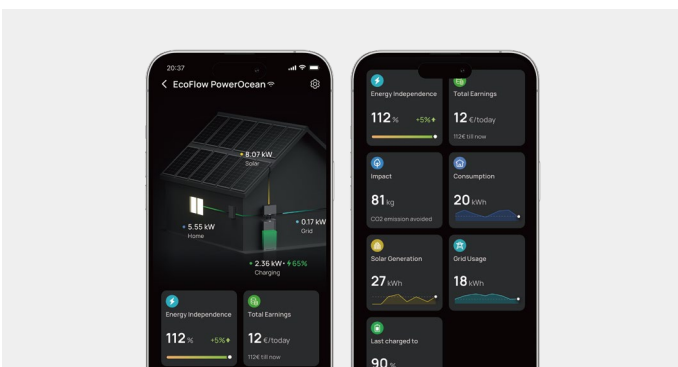 20:37
EcoFlow PowerOcean
8.07 kW
Solar
5.55 kW
Home
0.17 kW
Grid
2.36 kW • 65%
Charging
Energy Independence
112 %
+5%
Total Earnings
12 €/today
112€ till now
Energy Independence
112 %
+5%
Total Earnings
12 €/today
112€ till now
Impact
81 kg
CO2 emission avoided
Consumption
20 kWh
Solar Generation
27 kWh
Grid Usage
18 kWh
Last charged to
90 %